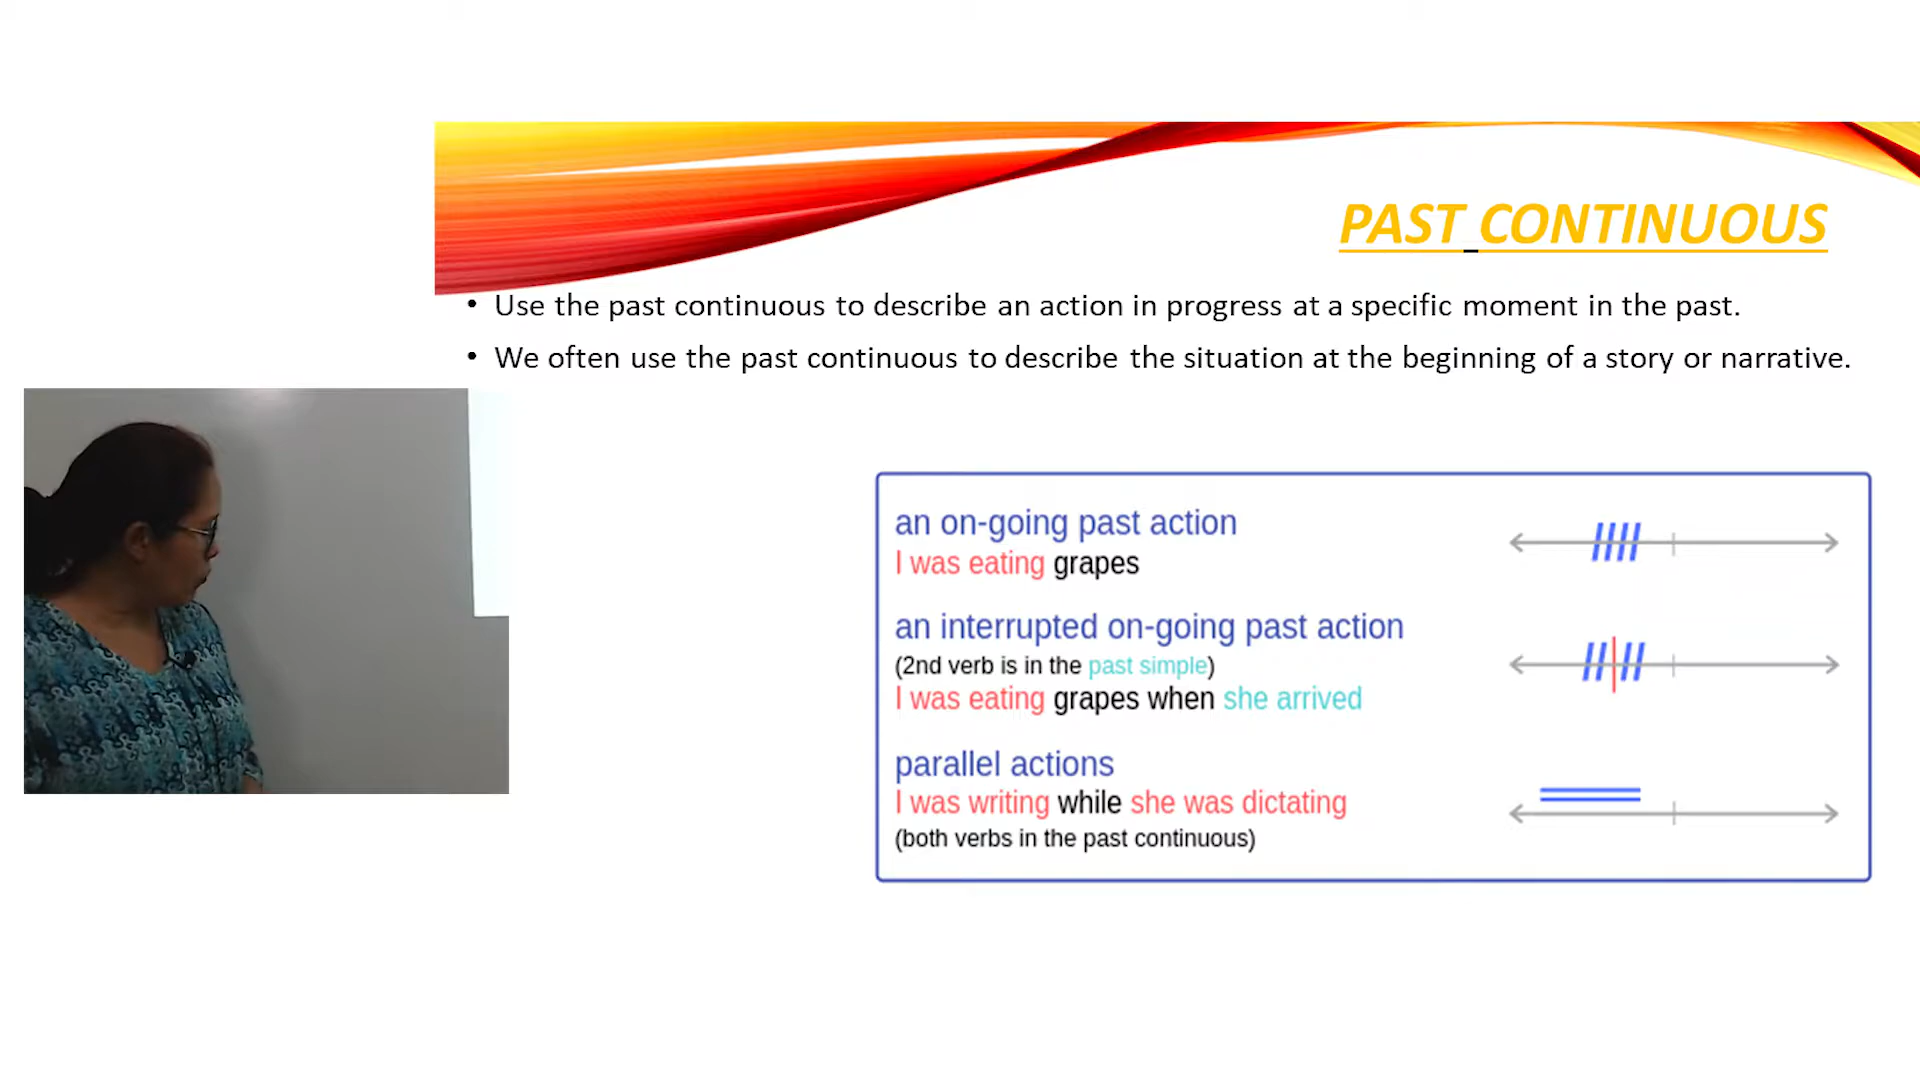 PAST CONTINUOUS
• Use the past continuous to describe an action in progress at a specific moment in the past.
• We often use the past continuous to describe the situation at the beginning of a story or narrative.
an on-going past action
I was eating grapes
an interrupted on-going past action
(2nd verb is in the past simple)
I was eating grapes when she arrived
parallel actions
I was writing while she was dictating
(both verbs in the past continuous)